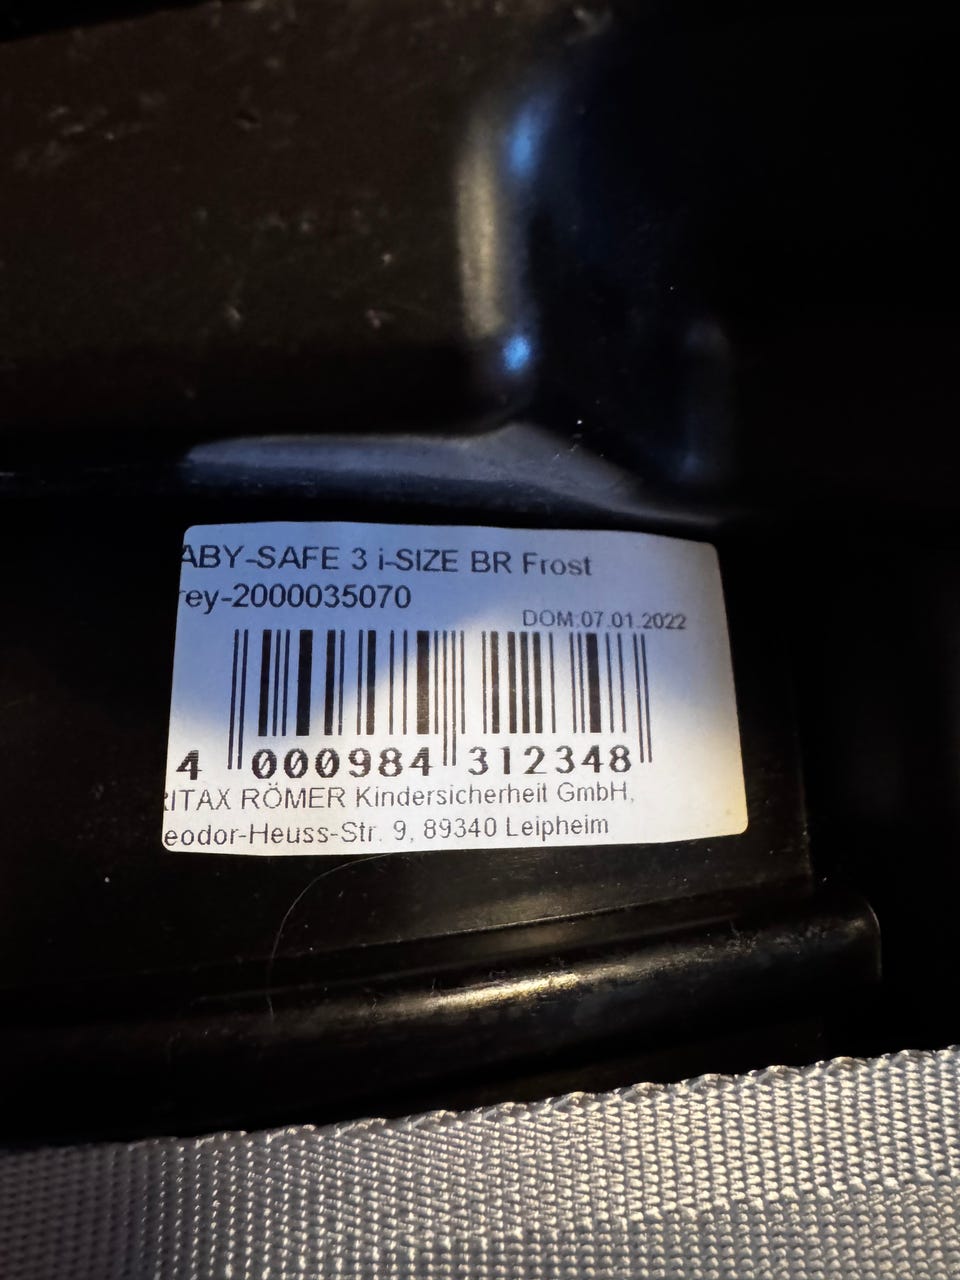 ABY-SAFE 3 i-SIZE BR Frost
rey-2000035070
DOM:07.01.2022
4 000984 312348
RITAX RÖMER Kindersicherheit GmbH,
eodor-Heuss-Str. 9, 89340 Leipheim